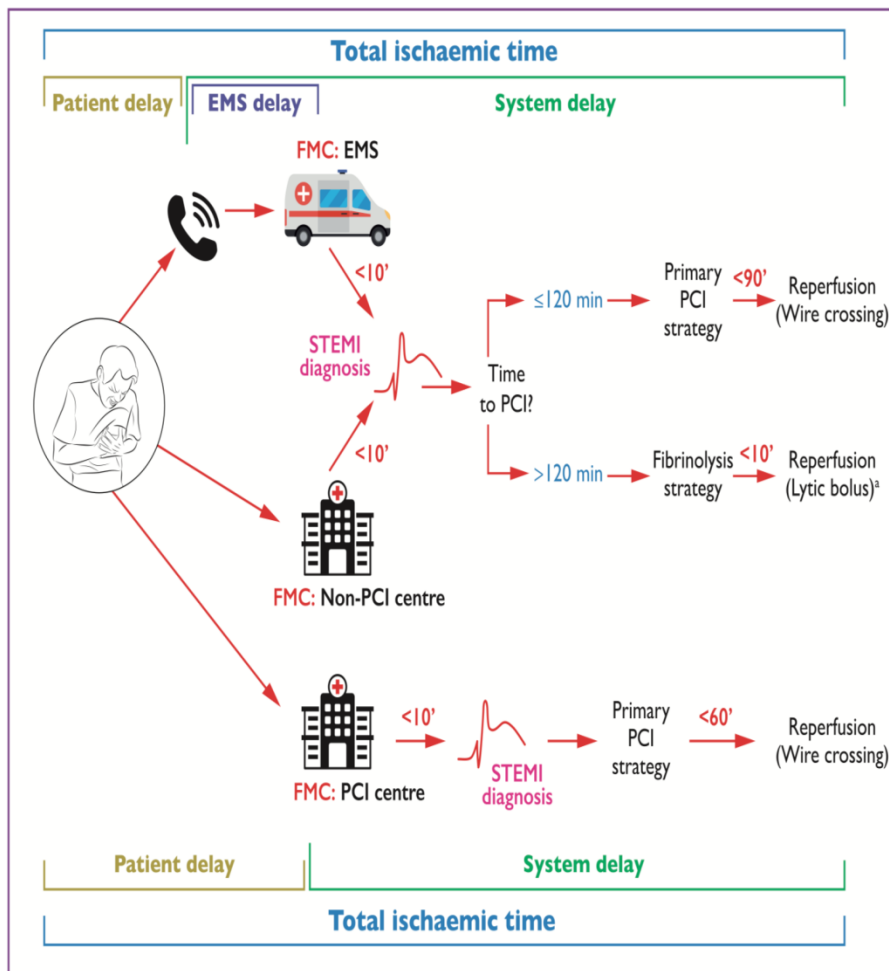 Total ischaemic time
Patient delay
EMS delay
System delay
FMC: EMS
<10’
STEMI
diagnosis
<10’
Time
to PCI?
≤120 min
Primary
PCI
strategy
<90’
Reperfusion
(Wire crossing)
>120 min
Fibrinolysis
strategy
<10’
Reperfusion
(Lytic bolus)ᵃ
FMC: Non-PCI centre
FMC: PCI centre
<10’
STEMI
diagnosis
Primary
PCI
strategy
<60’
Reperfusion
(Wire crossing)
Patient delay
System delay
Total ischaemic time